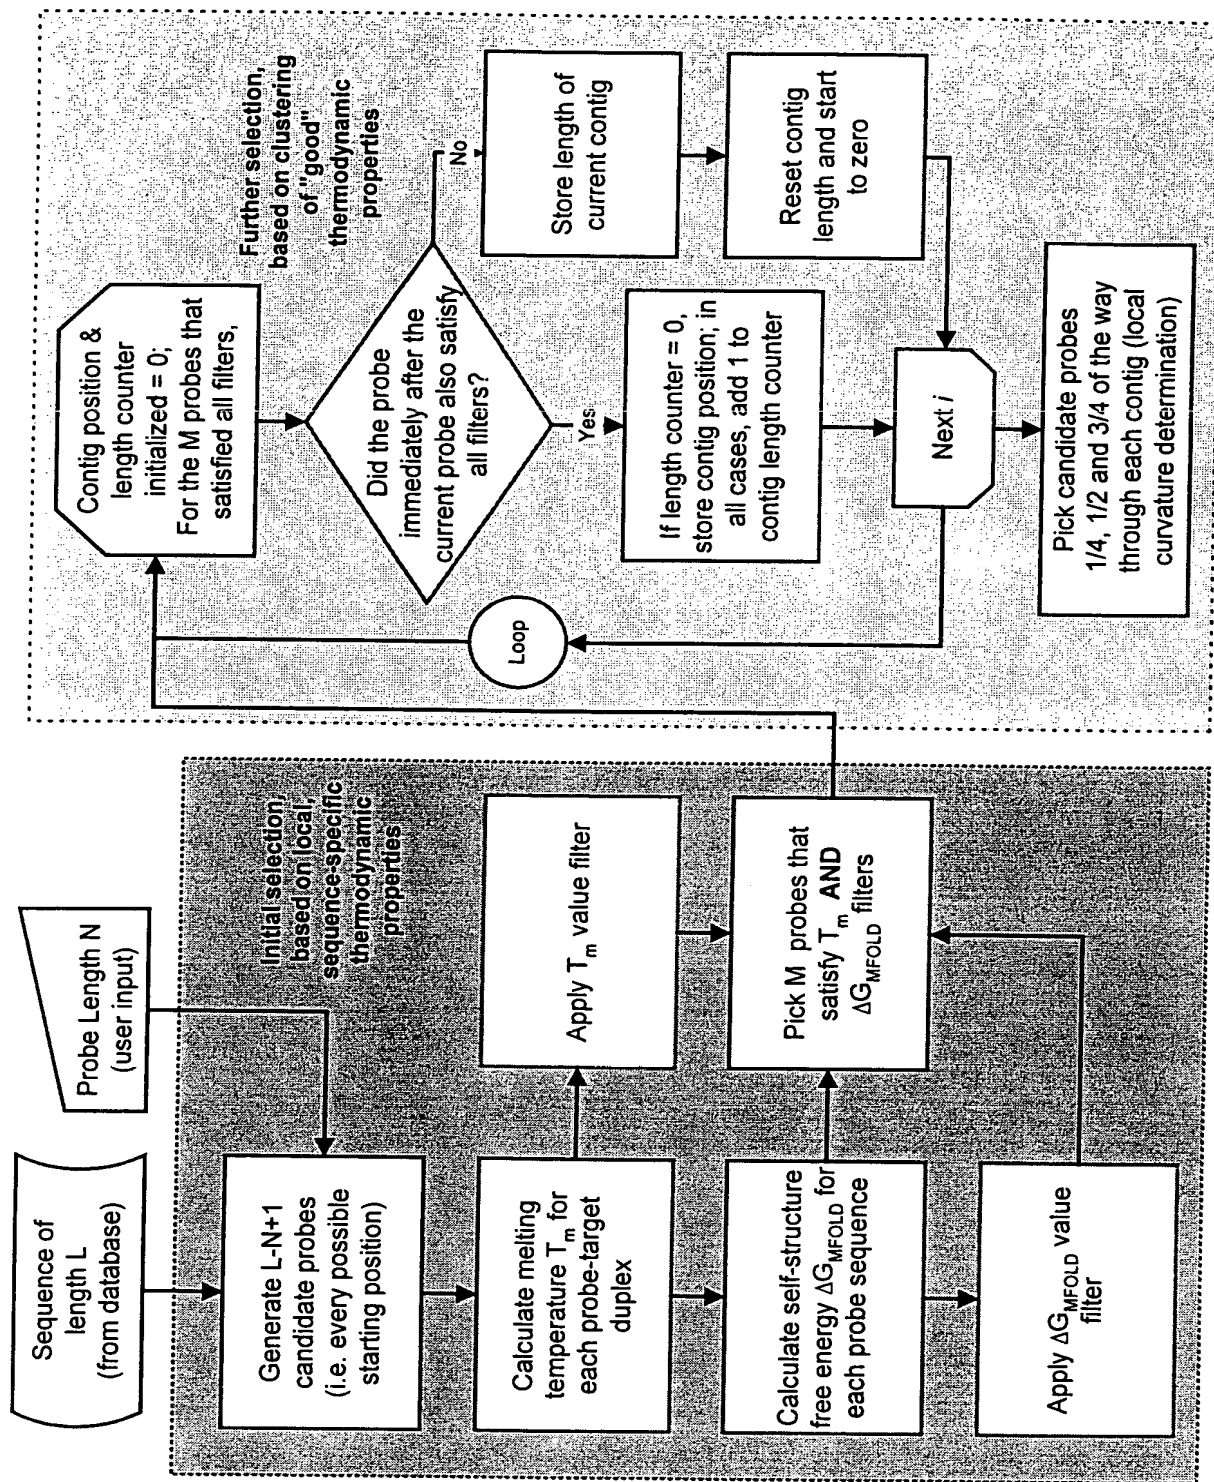 Sequence of
length L
(from database)
Probe Length N
(user input)
Initial selection,
based on local,
sequence-specific
thermodynamic
properties
Generate L-N+1
candidate probes
(i.e. every possible
starting position)
Calculate melting
temperature Tm for
each probe-target
duplex
Apply Tm value filter
Calculate self-structure
free energy ΔGMFOLD for
each probe sequence
Pick M probes that
satisfy Tm AND
ΔGMFOLD filters
Apply ΔGMFOLD value
filter
Contig position &
length counter
initialized = 0;
For the M probes that
satisfied all filters,
Further selection,
based on clustering
of "good"
thermodynamic
properties
Did the probe
immediately after the
current probe also satisfy
all filters?
No
Store length of
current contig
Reset contig
length and start
to zero
Yes
If length counter = 0,
store contig position; in
all cases, add 1 to
contig length counter
Loop
Next i
Pick candidate probes
1/4, 1/2 and 3/4 of the way
through each contig (local
curvature determination)